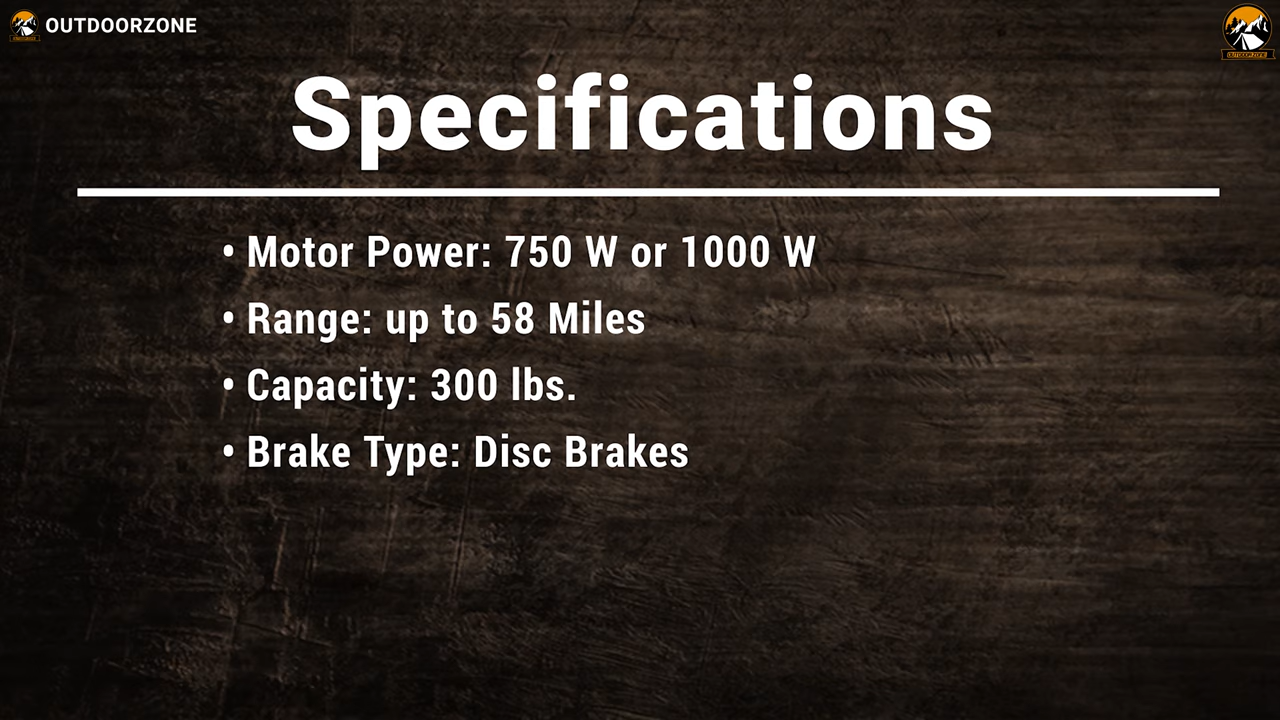 OUTDOORZONE
OUTDOORZONE
Specifications
• Motor Power: 750 W or 1000 W
• Range: up to 58 Miles
• Capacity: 300 lbs.
• Brake Type: Disc Brakes